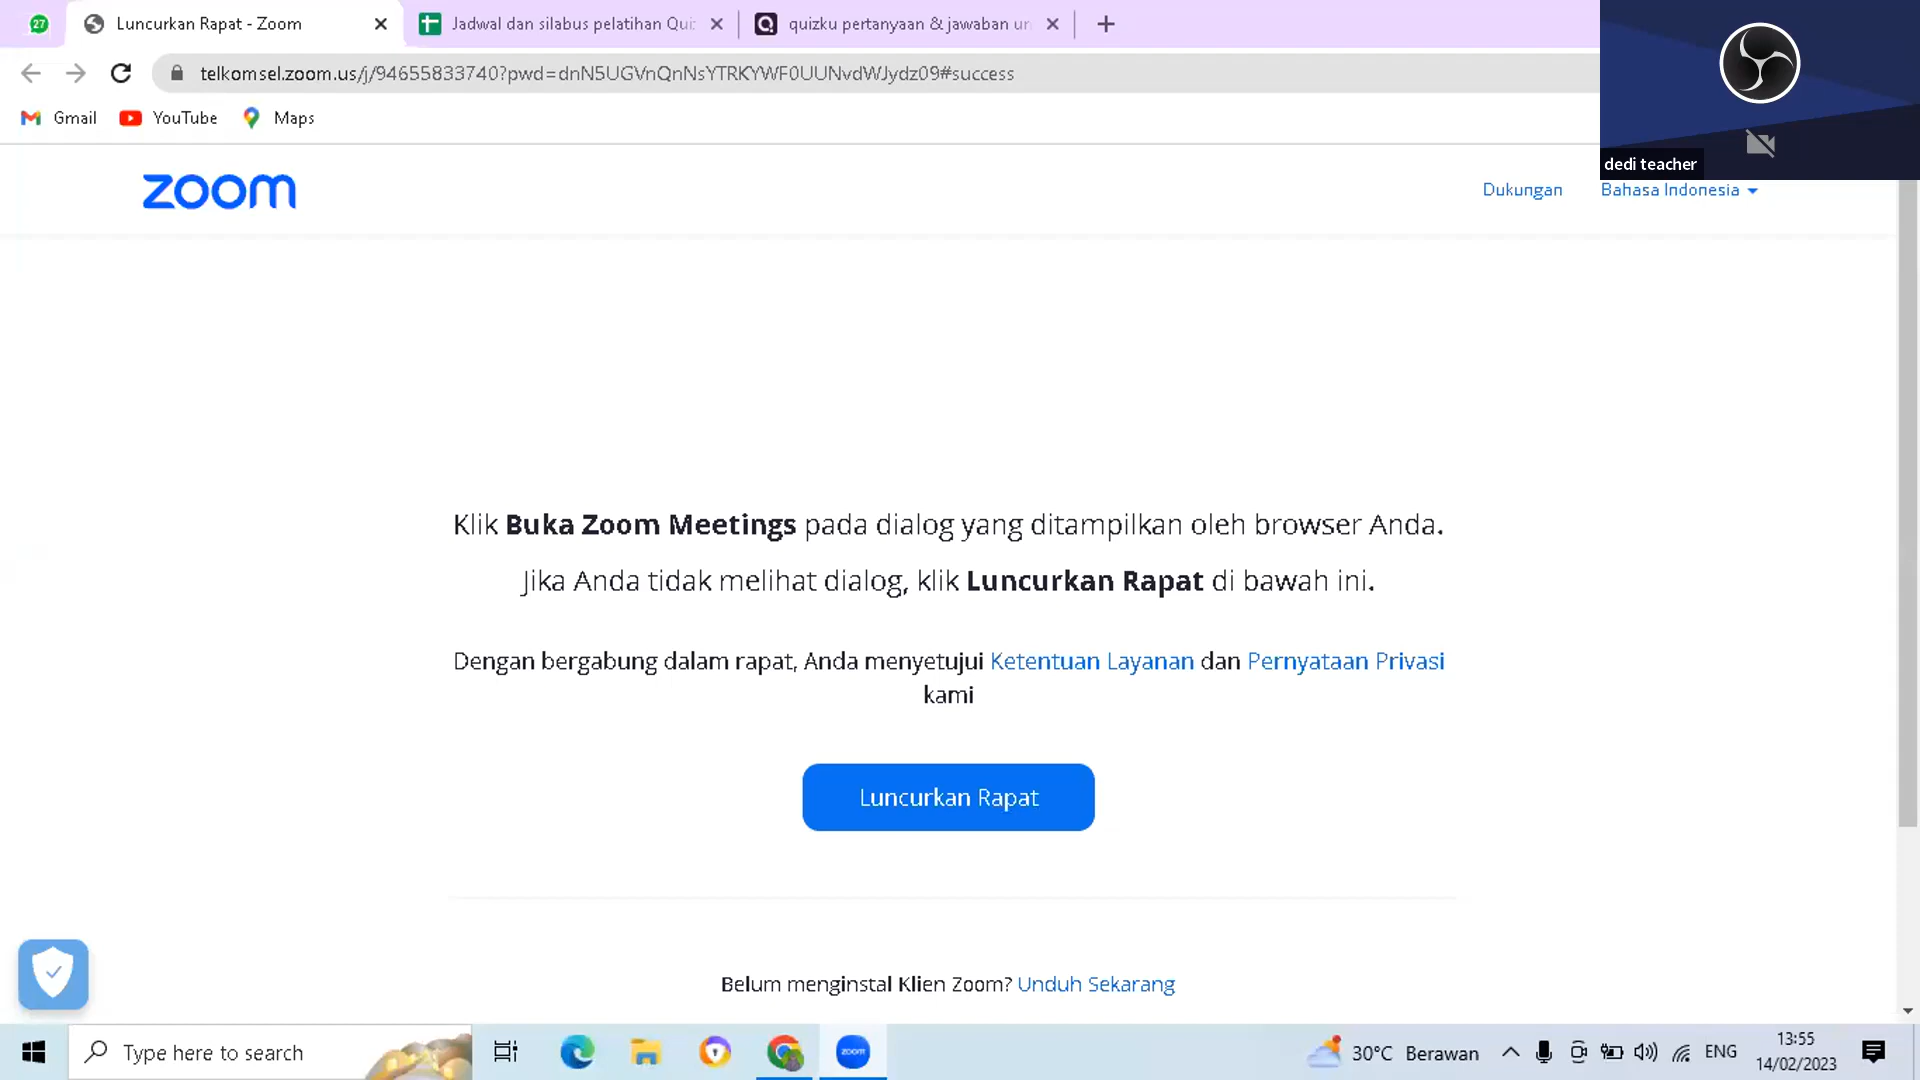 27
Luncurkan Rapat - Zoom
Jadwal dan silabus pelatihan Qui
quizku pertanyaan & jawaban un
telkomsel.zoom.us/j/94655833740?pwd=dnN5UGVnQnNsYTRKYWF0UUNvdWJydz09#success
Gmail
YouTube
Maps
dedi teacher
zoom
Dukungan
Bahasa Indonesia
Klik Buka Zoom Meetings pada dialog yang ditampilkan oleh browser Anda.
Jika Anda tidak melihat dialog, klik Luncurkan Rapat di bawah ini.
Dengan bergabung dalam rapat, Anda menyetujui Ketentuan Layanan dan Pernyataan Privasi
kami
Luncurkan Rapat
Belum menginstal Klien Zoom? Unduh Sekarang
Type here to search
zoom
30°C Berawan
ENG
13:55
14/02/2023